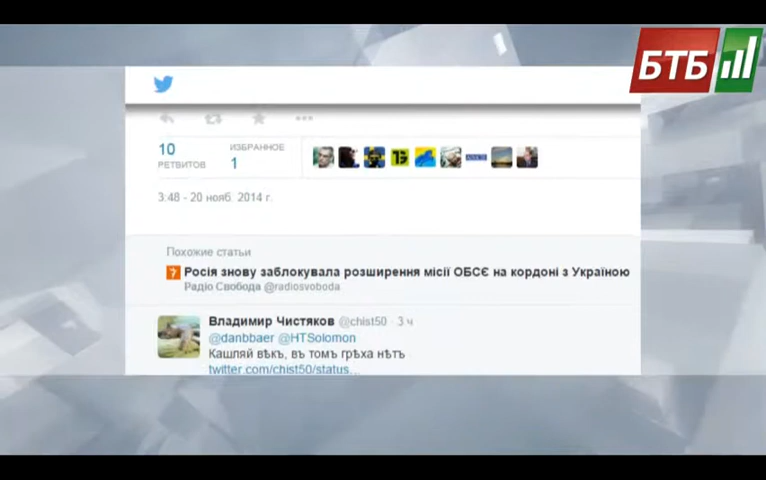 БТБ
10
РЕТВИТОВ
ИЗБРАННОЕ
1
3:48 - 20 нояб. 2014 г.
Похожие статьи
Росія знову заблокувала розширення місії ОБСЄ на кордоні з Україною
Радіо Свобода @radiosvoboda
Владимир Чистяков @chist50 · 3 ч
@danbbaer @HTSolomon
Кашляй вѣкъ, въ томъ грѣха нѣтъ
twitter.com/chist50/status...